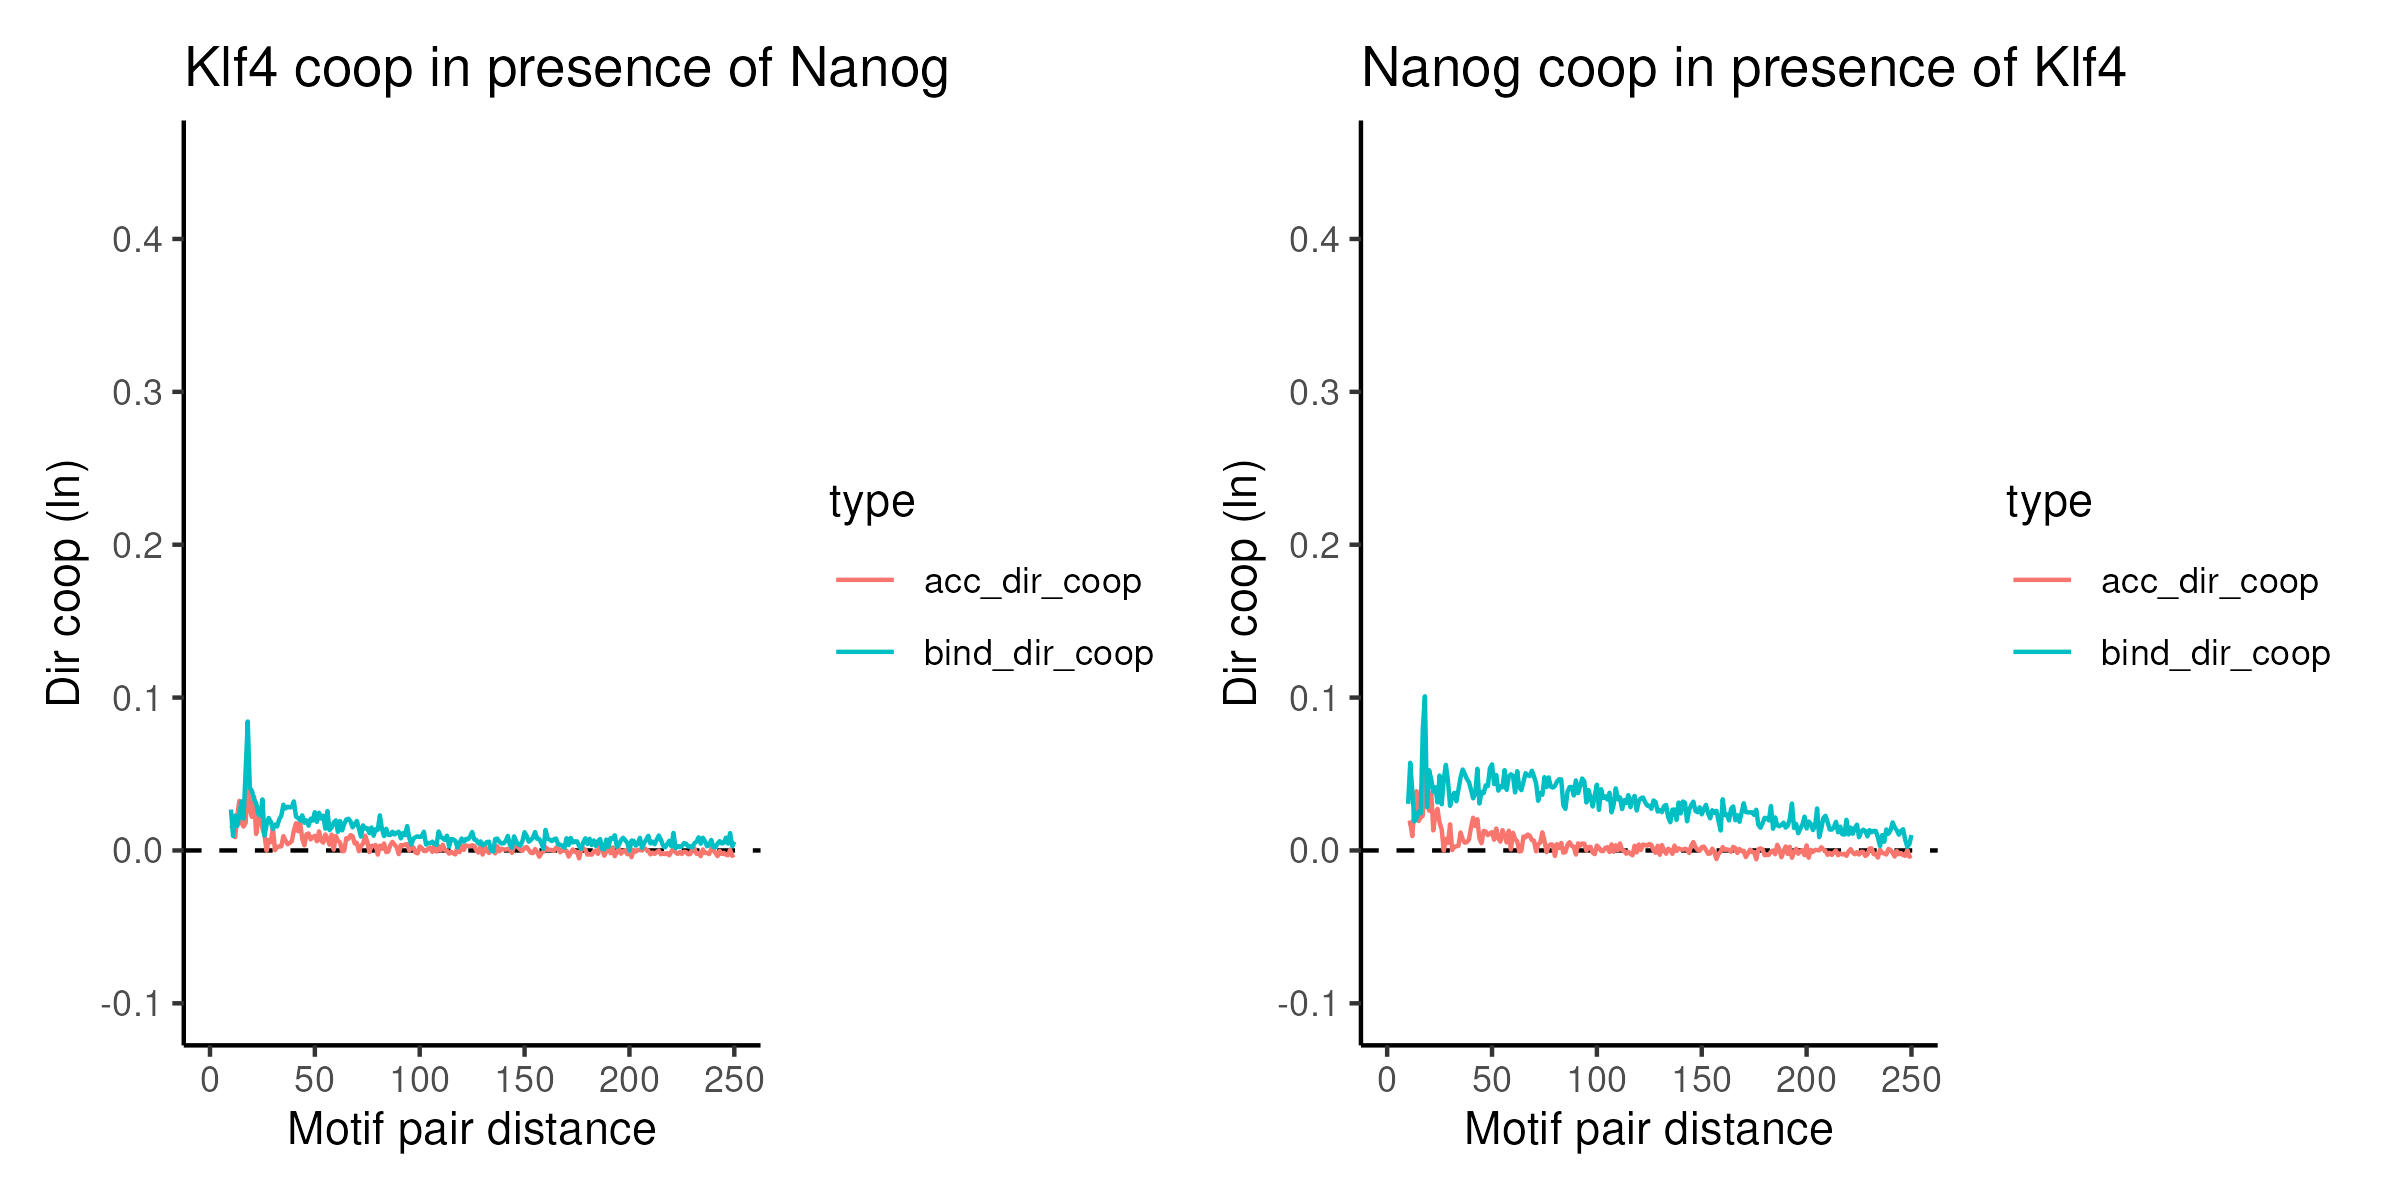 Klf4 coop in presence of Nanog
0.4
0.3
0.2
0.1
0.0
-0.1
Dir coop (ln)
0 50 100 150 200 250
Motif pair distance
type
acc_dir_coop
bind_dir_coop
Nanog coop in presence of Klf4
0.4
0.3
0.2
0.1
0.0
-0.1
Dir coop (ln)
0 50 100 150 200 250
Motif pair distance
type
acc_dir_coop
bind_dir_coop